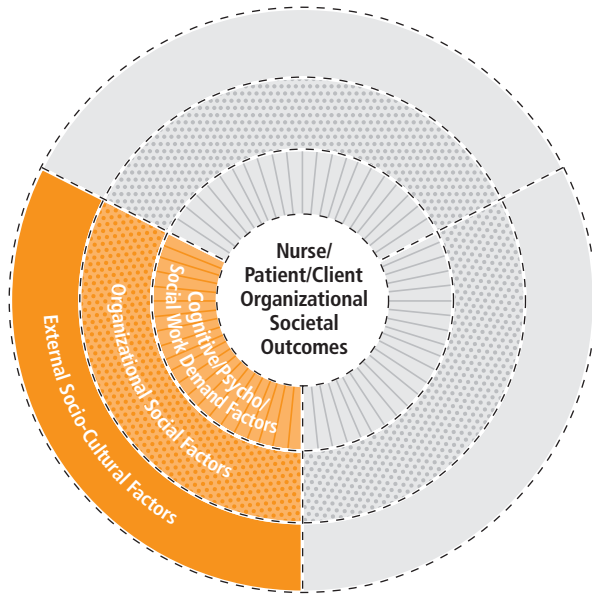 Nurse/
Patient/Client
Organizational
Societal
Outcomes
Cognitive/Psycho/
Social Work Demand Factors
Organizational Social Factors
External Socio-Cultural Factors